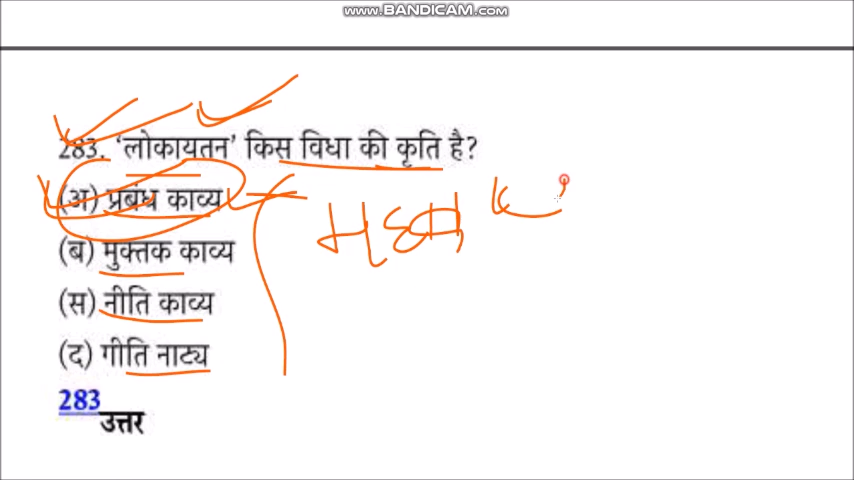 www.BANDICAM.com
283. ‘लोकायतन’ किस विधा की कृति है?
(अ) प्रबंध काव्य
(ब) मुक्तक काव्य
(स) नीति काव्य
(द) गीति नाट्य
283
उत्तर